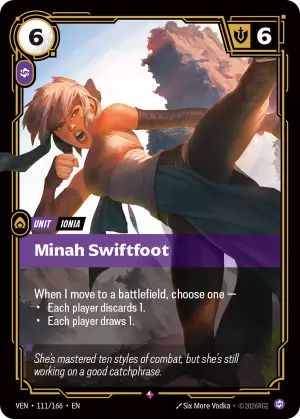 6
6
UNIT IONIA
Minah Swiftfoot
When I move to a battlefield, choose one —
• Each player discards 1.
• Each player draws 1.
She's mastered ten styles of combat, but she's still
working on a good catchphrase.
VEN • 111/166 • EN
Six More Vodka • ©2026RGI